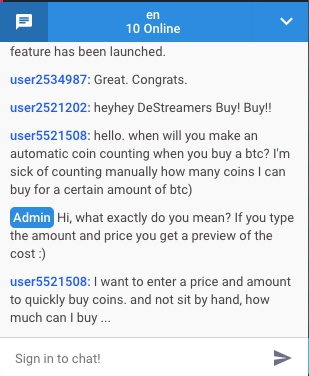 en
10 Online
feature has been launched.
user2534987: Great. Congrats.
user2521202: heyhey DeStreamers Buy! Buy!!
user5521508: hello. when will you make an
automatic coin counting when you buy a btc? I'm
sick of counting manually how many coins I can
buy for a certain amount of btc)
Admin Hi, what exactly do you mean? If you type
the amount and price you get a preview of the
cost :)
user5521508: I want to enter a price and amount
to quickly buy coins. and not sit by hand, how
much can I buy ...
Sign in to chat!